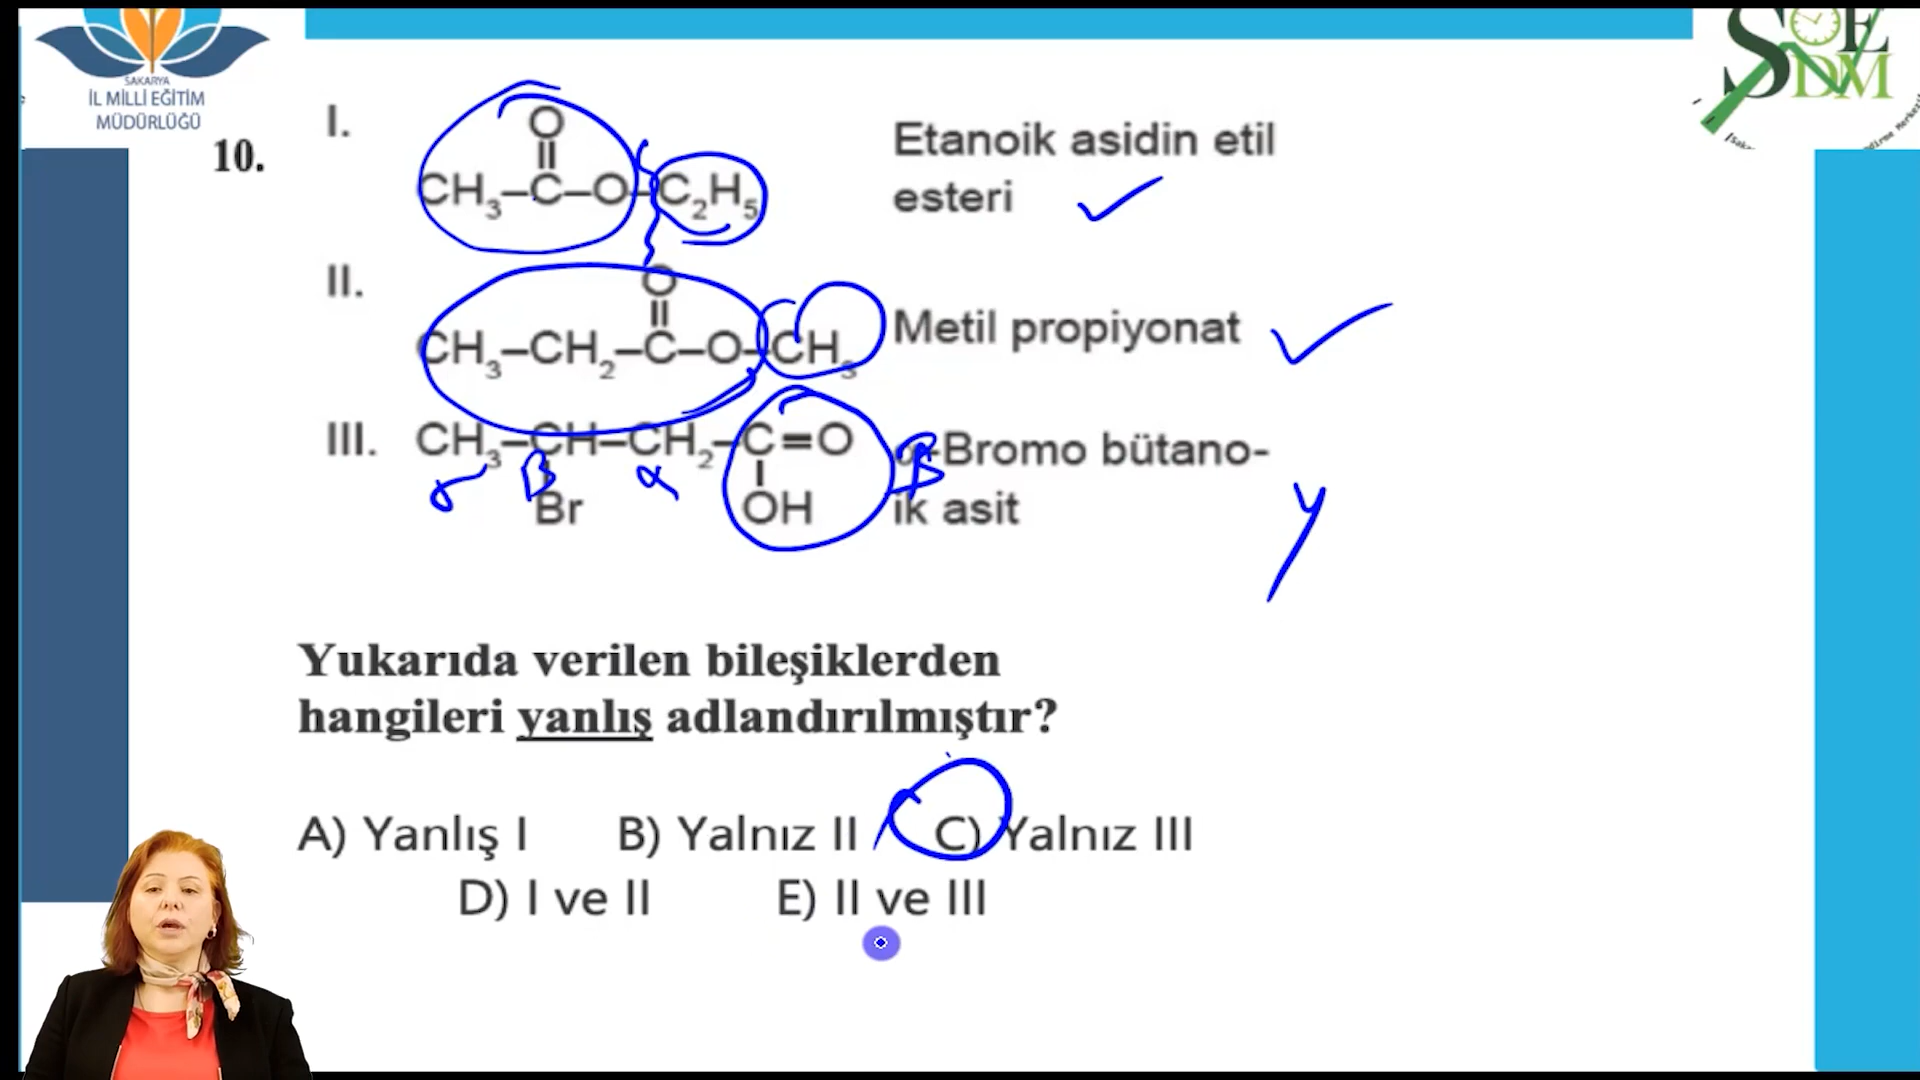 SAKARYA
İL MİLLİ EĞİTİM
MÜDÜRLÜĞÜ
SOE
DM
10.
I.
O
CH3–C–O–C2H5
Etanoik asidin etil
esteri
II.
O
CH3–CH2–C–O–CH3
Metil propiyonat
III.
CH3–CH–CH2–C=O
Br
OH
-Bromo bütano-
ik asit
γ
β
α
β
y
Yukarıda verilen bileşiklerden
hangileri yanlış adlandırılmıştır?
A) Yanlış I
B) Yalnız II
C) Yalnız III
D) I ve II
E) II ve III